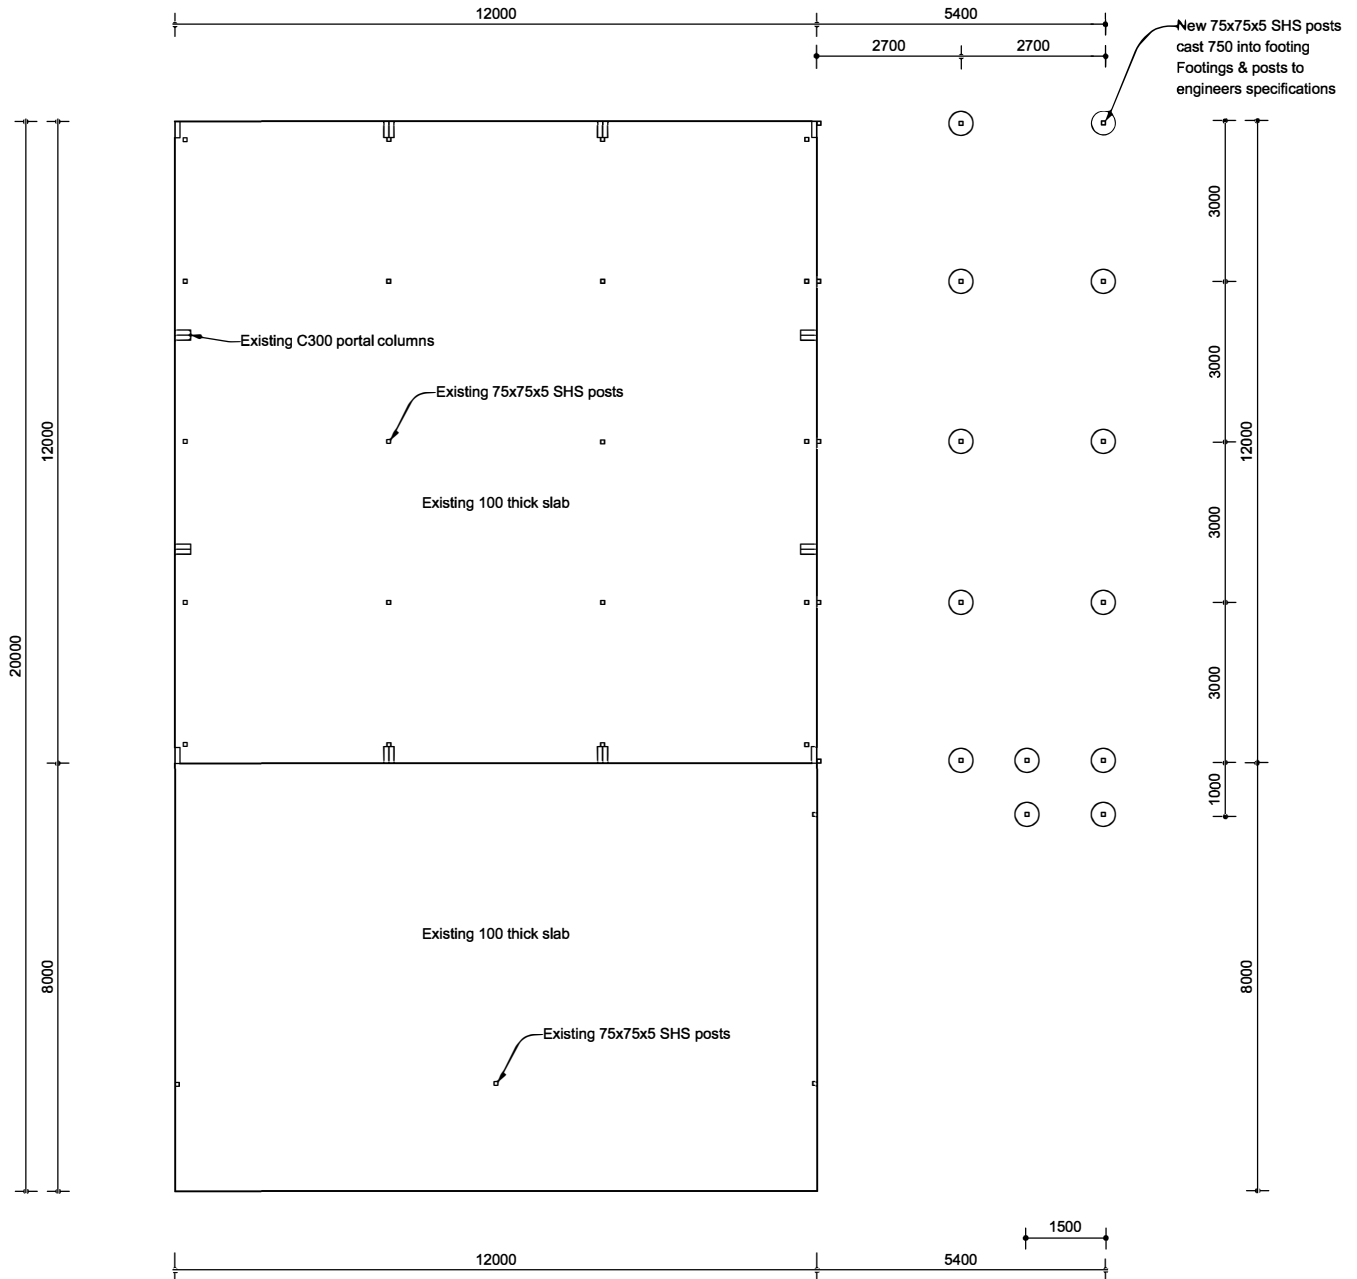 12000
5400
2700
2700
New 75x75x5 SHS posts
cast 750 into footing
Footings & posts to
engineers specifications
3000
Existing C300 portal columns
3000
Existing 75x75x5 SHS posts
12000
12000
Existing 100 thick slab
3000
20000
3000
1000
Existing 100 thick slab
8000
8000
Existing 75x75x5 SHS posts
1500
12000
5400